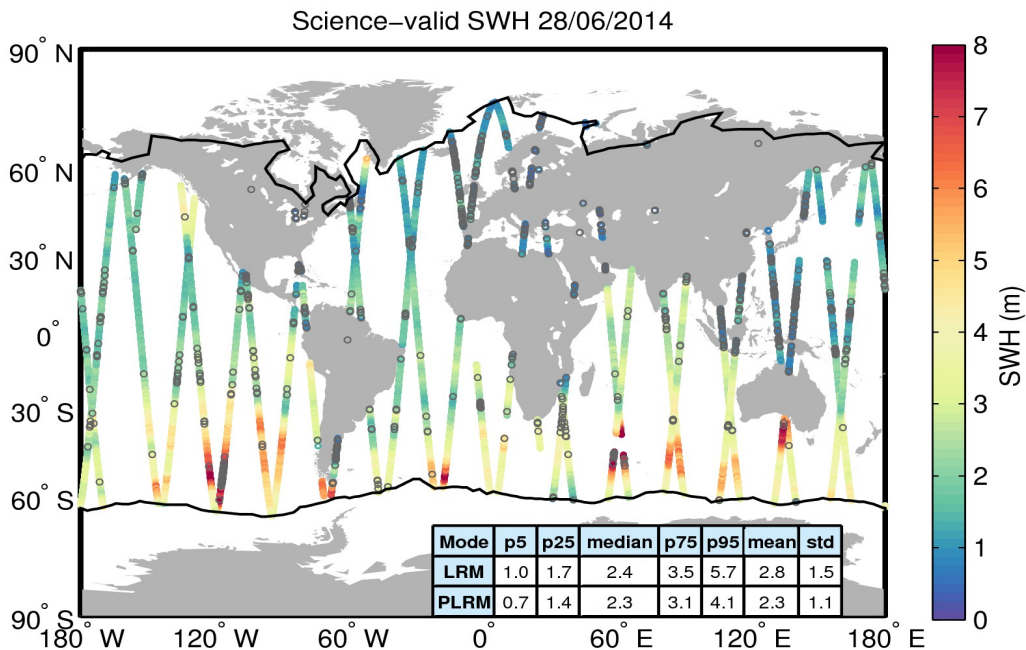 Science−valid SWH 28/06/2014
90° N
60° N
30° N
0°
30° S
60° S
90° S
180° W
120° W
60° W
0°
60° E
120° E
180° E
8
7
6
5
4
3
2
1
0
SWH (m)
Mode p5 p25 median p75 p95 mean std
LRM 1.0 1.7 2.4 3.5 5.7 2.8 1.5
PLRM 0.7 1.4 2.3 3.1 4.1 2.3 1.1